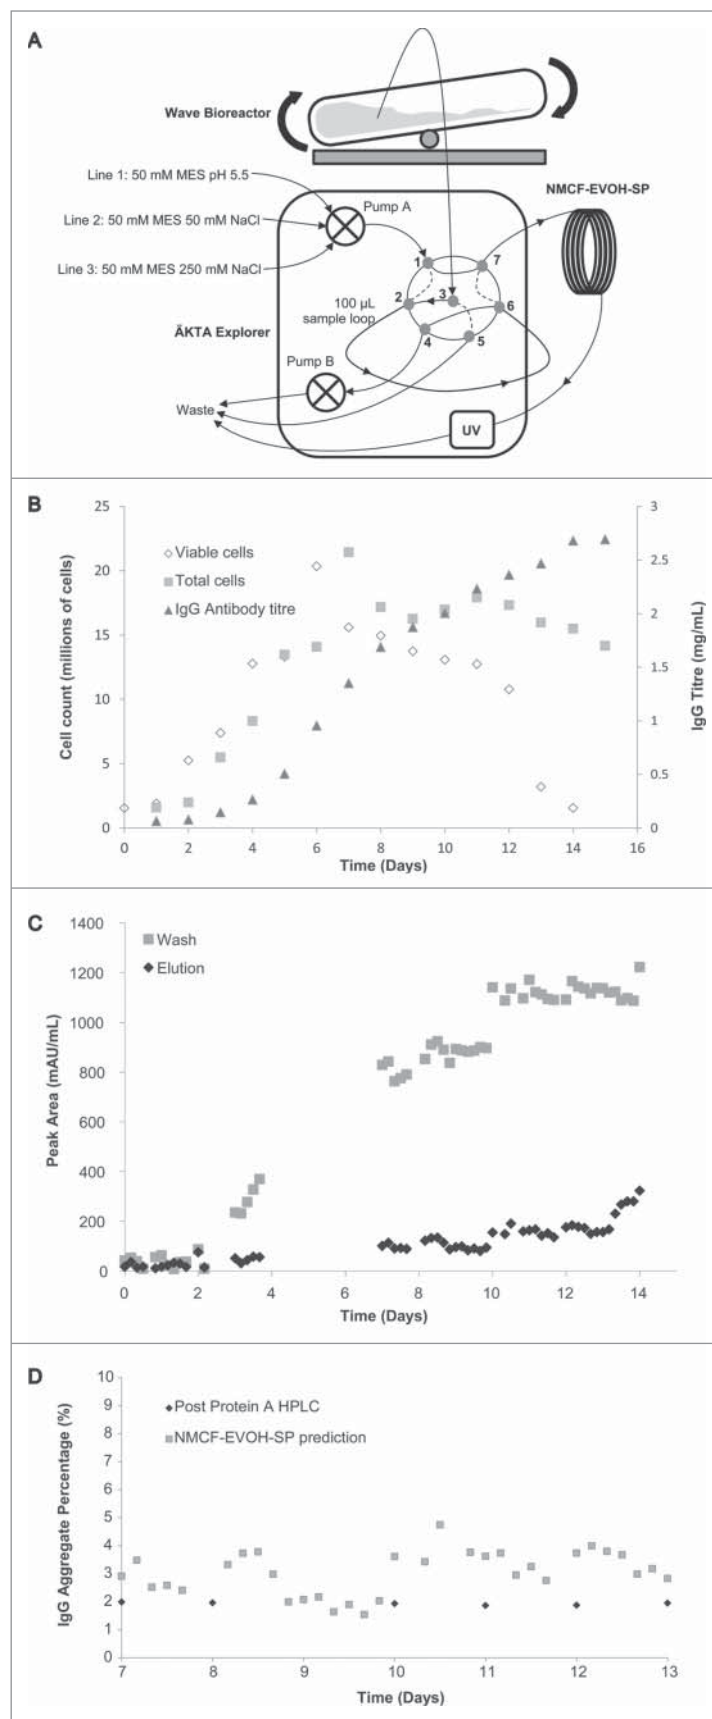 A
Wave Bioreactor
Line 1: 50 mM MES pH 5.5
NMCF-EVOH-SP
Pump A
Line 2: 50 mM MES 50 mM NaCl
Line 3: 50 mM MES 250 mM NaCl
1
7
2
3
6
100 µL
sample loop
4
5
ÄKTA Explorer
Pump B
Waste
UV
B
25
20
15
10
5
0
Cell count (millions of cells)
Viable cells
Total cells
IgG Antibody titre
3
2.5
2
1.5
1
0.5
0
IgG Titre (mg/mL)
0 2 4 6 8 10 12 14 16
Time (Days)
C
1400
1200
1000
800
600
400
200
0
Peak Area (mAU/mL)
Wash
Elution
0 2 4 6 8 10 12 14
Time (Days)
D
10
9
8
7
6
5
4
3
2
1
0
IgG Aggregate Percentage (%)
Post Protein A HPLC
NMCF-EVOH-SP prediction
7 8 9 10 11 12 13
Time (Days)